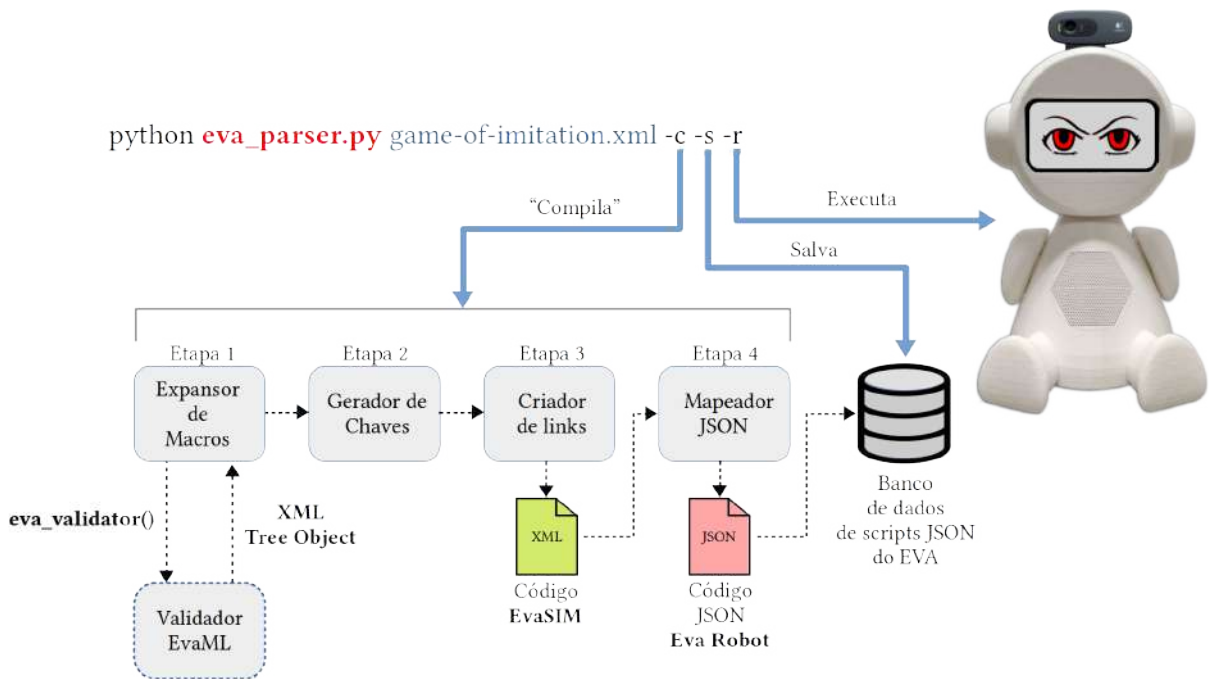 python eva_parser.py game-of-imitation.xml -c -s -r
"Compila"
Executa
Salva
Etapa 1
Etapa 2
Etapa 3
Etapa 4
Expansor
de
Macros
Gerador de
Chaves
Criador
de links
Mapeador
JSON
eva_validator()
XML
Tree Object
XML
JSON
Banco
de dados
de scripts JSON
do EVA
Código
EvaSIM
Código
JSON
Eva Robot
Validador
EvaML